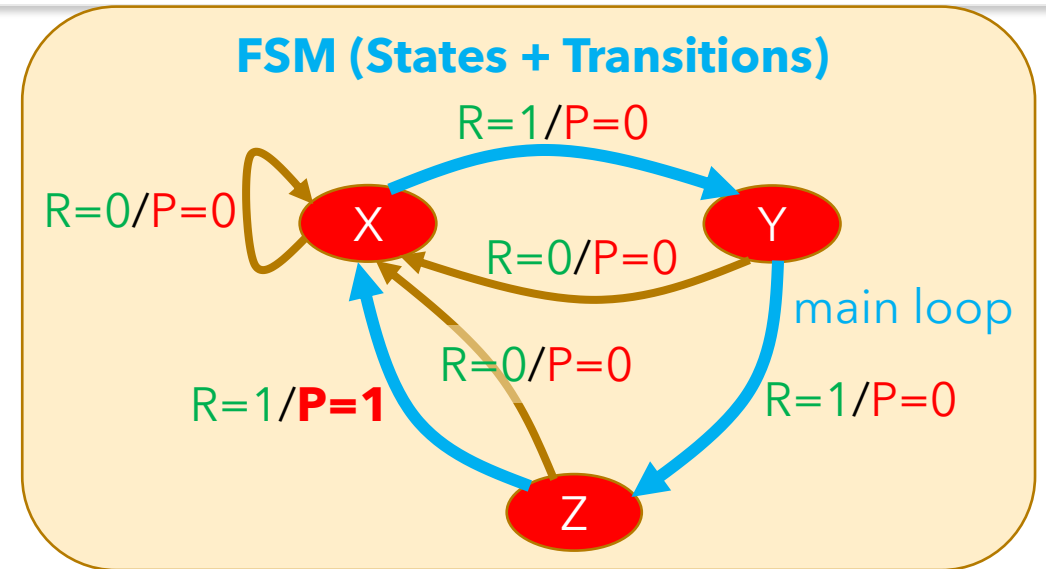 FSM (States + Transitions)
R=1/P=0
R=0/P=0
X
Y
R=0/P=0
main loop
R=0/P=0
R=1/P=1
R=1/P=0
Z